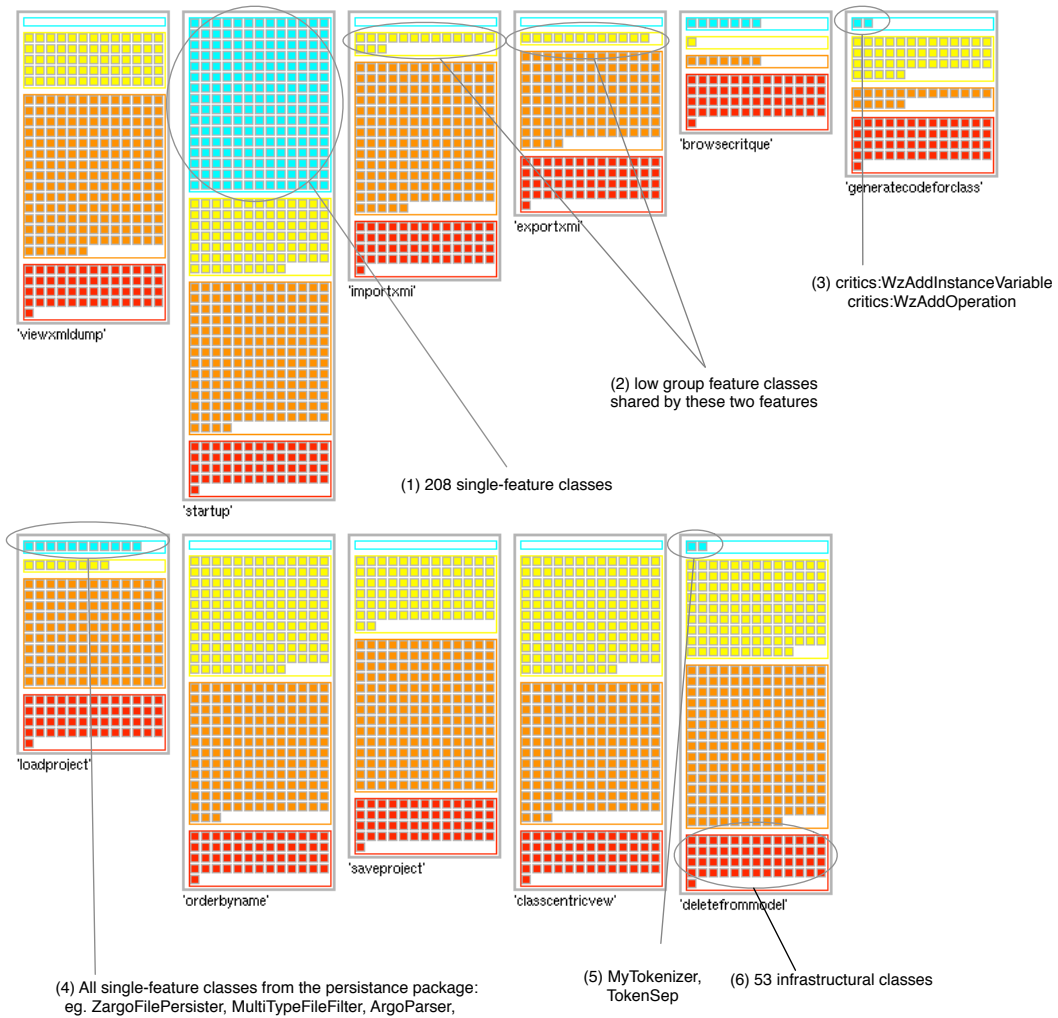 'browsecritque'
'generatecodeforclass'
'exportxmi'
'importxmi'
'viewxmldump'
(3) critics:WzAddInstanceVariable
critics:WzAddOperation
(2) low group feature classes
shared by these two features
(1) 208 single-feature classes
'startup'
'loadproject'
'saveproject'
'orderbyname'
'classcentricvew'
'deletefrommodel'
(4) All single-feature classes from the persistance package:
eg. ZargoFilePersister, MultiTypeFileFilter, ArgoParser,
(5) MyTokenizer,
TokenSep
(6) 53 infrastructural classes